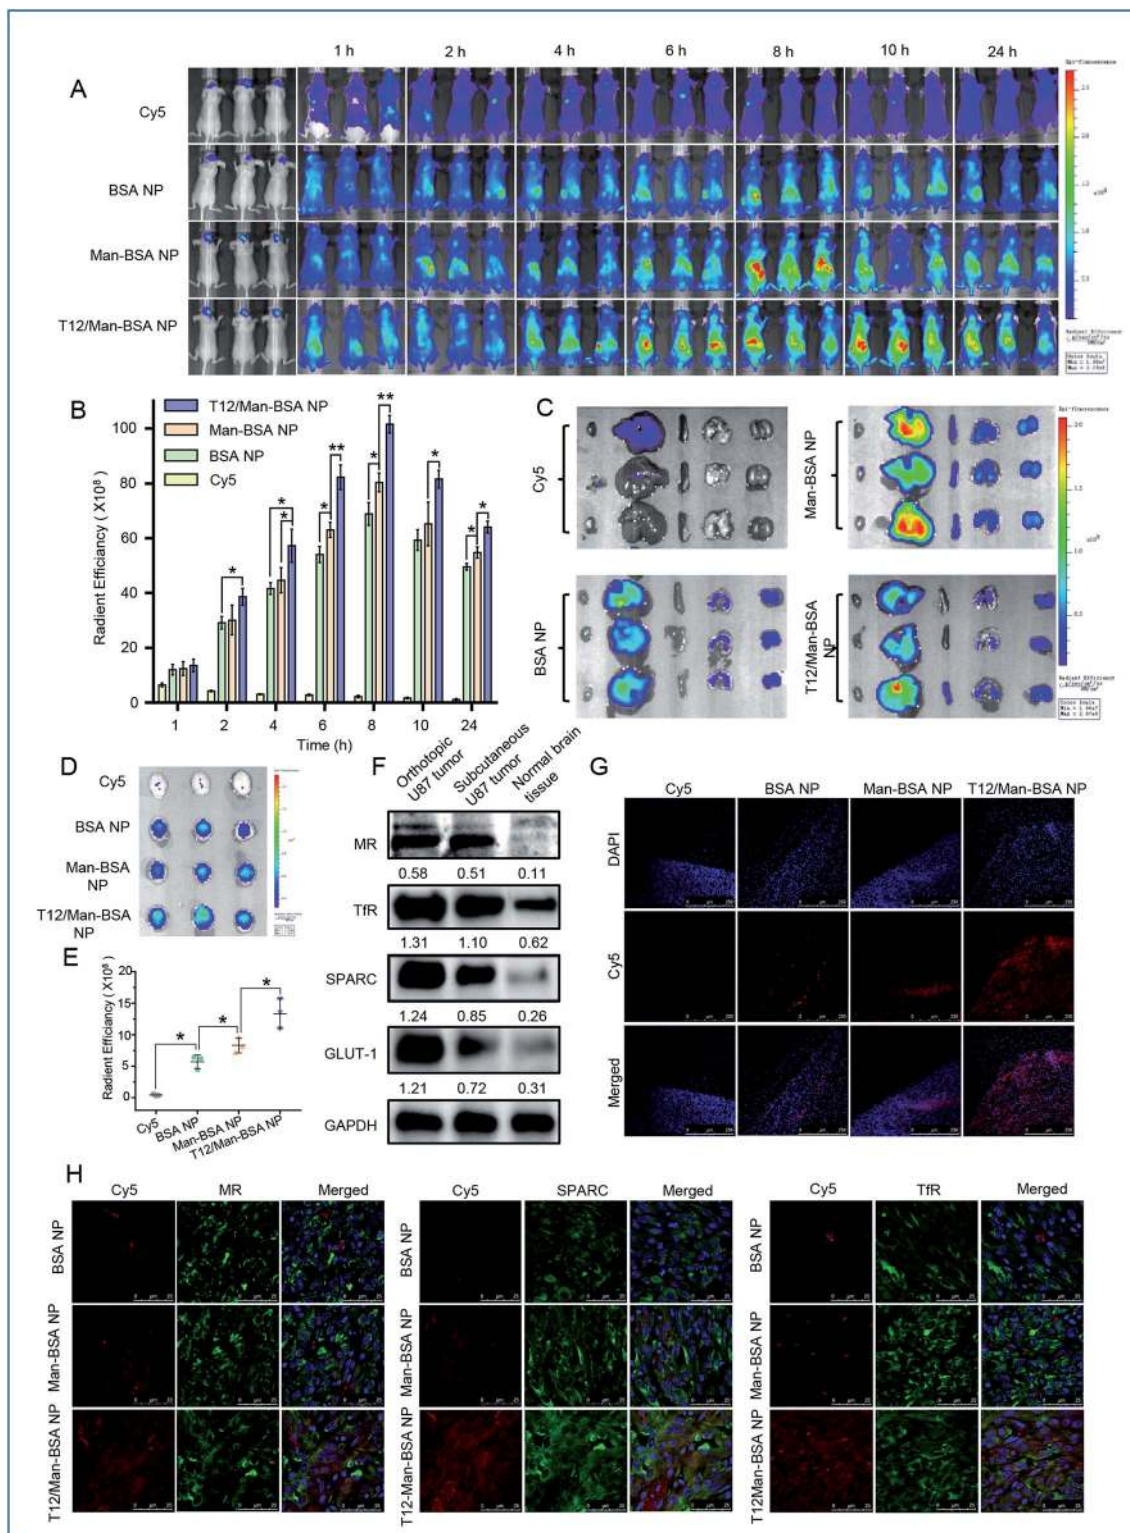 1 h 2 h 4 h 6 h 8 h 10 h 24 h
A
Cy5
BSA NP
Man-BSA NP
T12/Man-BSA NP
B
T12/Man-BSA NP
Man-BSA NP
BSA NP
Cy5
Radient Efficiancy ( X10⁸)
100
80
60
40
20
0
** ** * * * * * * * * *
1 2 4 6 8 10 24
Time (h)
C
Cy5
Man-BSA NP
BSA NP
T12/Man-BSA
NP
D
Cy5
BSA NP
Man-BSA
NP
T12/Man-BSA
NP
E
Radient Efficiancy ( X10⁸)
20
15
10
5
0
* * *
Cy5
BSA NP
Man-BSA NP
T12/Man-BSA NP
F
Orthotopic
U87 tumor
Subcutaneous
U87 tumor
Normal brain
tissue
MR
0.58 0.51 0.11
TfR
1.31 1.10 0.62
SPARC
1.24 0.85 0.26
GLUT-1
1.21 0.72 0.31
GAPDH
G
Cy5 BSA NP Man-BSA NP T12/Man-BSA NP
DAPI
Cy5
Merged
H
Cy5 MR Merged
BSA NP
Man-BSA NP
T12/Man-BSA NP
Cy5 SPARC Merged
BSA NP
Man-BSA NP
T12-Man-BSA NP
Cy5 TfR Merged
BSA NP
Man-BSA NP
T12Man-BSA NP